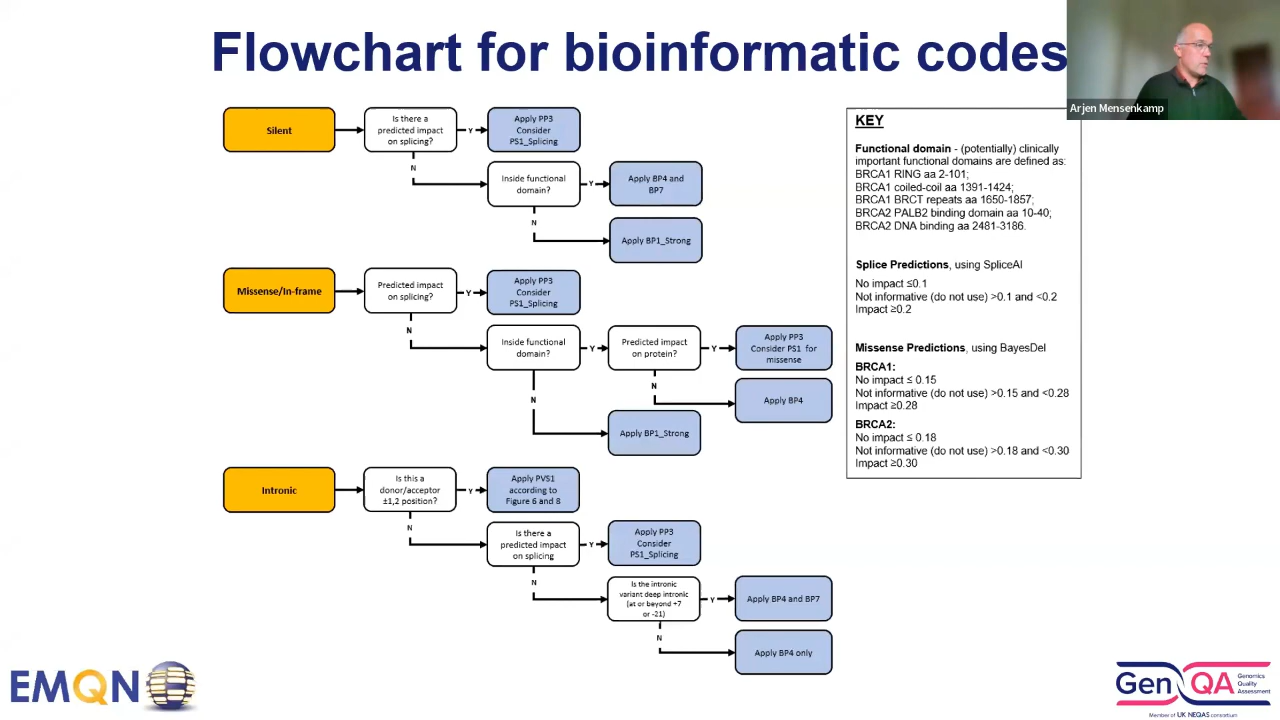 Flowchart for bioinformatic codes
Arjen Mensenkamp
Silent
Is there a
predicted impact
on splicing?
Y
Apply PP3
Consider
PS1_Splicing
N
Inside functional
domain?
Y
Apply BP4 and
BP7
N
Apply BP1_Strong
Missense/In-frame
Predicted impact
on splicing?
Y
Apply PP3
Consider
PS1_Splicing
N
Inside functional
domain?
Y
Predicted impact
on protein?
Y
Apply PP3
Consider PS1 for
missense
N
Apply BP4
N
Apply BP1_Strong
Intronic
Is this a
donor/acceptor
±1,2 position?
Y
Apply PVS1
according to
Figure 6 and 8
N
Is there a
predicted impact
on splicing
Y
Apply PP3
Consider
PS1_Splicing
N
Is the intronic
variant deep intronic
(at or beyond +7
or -21)
Y
Apply BP4 and BP7
N
Apply BP4 only
KEY
Functional domain - (potentially) clinically
important functional domains are defined as:
BRCA1 RING aa 2-101;
BRCA1 coiled-coil aa 1391-1424;
BRCA1 BRCT repeats aa 1650-1857;
BRCA2 PALB2 binding domain aa 10-40;
BRCA2 DNA binding aa 2481-3186.
Splice Predictions, using SpliceAI
No impact ≤0.1
Not informative (do not use) >0.1 and <0.2
Impact ≥0.2
Missense Predictions, using BayesDel
BRCA1:
No impact ≤ 0.15
Not informative (do not use) >0.15 and <0.28
Impact ≥0.28
BRCA2:
No impact ≤ 0.18
Not informative (do not use) >0.18 and <0.30
Impact ≥0.30
EMQN
GenQA
Genomics
Quality
Assessment
Member of UK NEQAS consortium